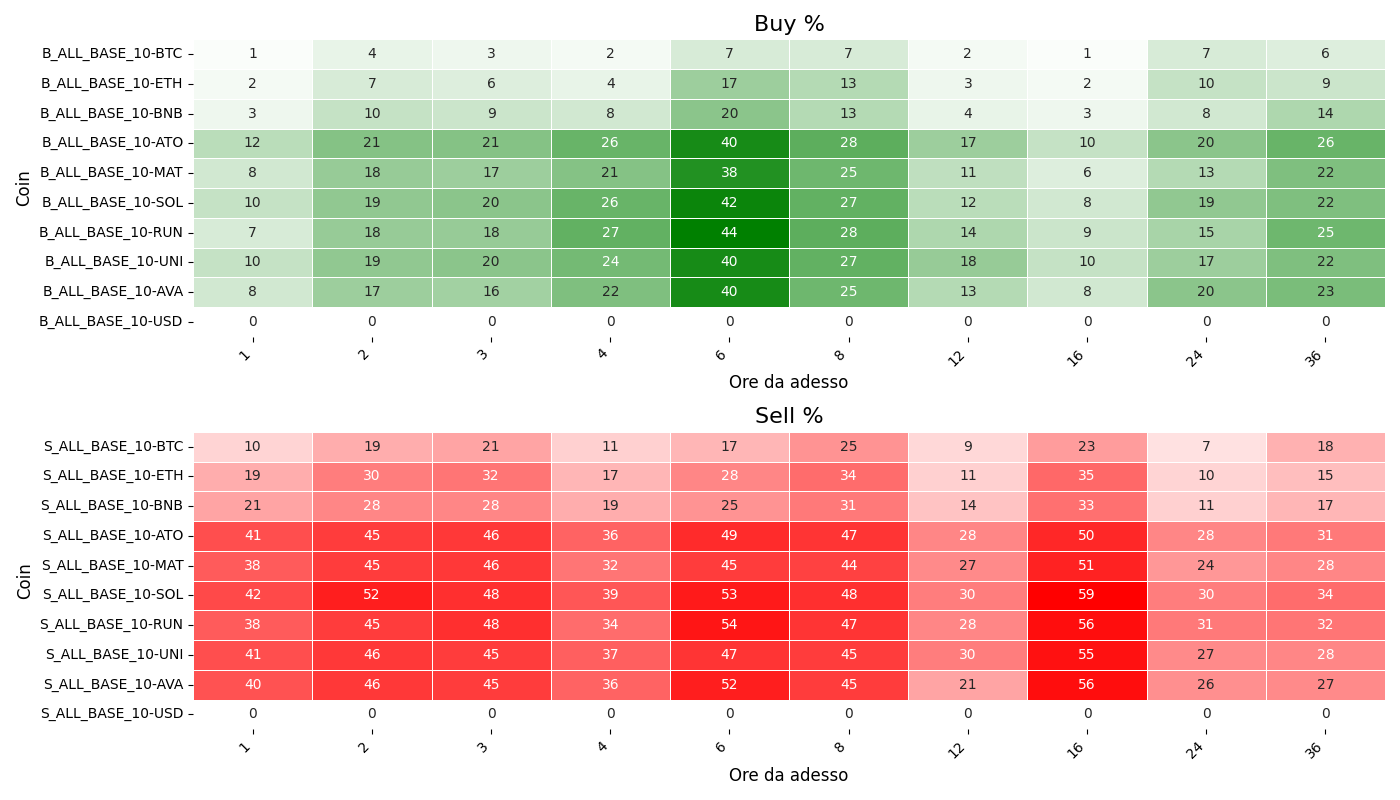 Buy %
Coin
B_ALL_BASE_10-BTC 1 4 3 2 7 7 2 1 7 6
B_ALL_BASE_10-ETH 2 7 6 4 17 13 3 2 10 9
B_ALL_BASE_10-BNB 3 10 9 8 20 13 4 3 8 14
B_ALL_BASE_10-ATO 12 21 21 26 40 28 17 10 20 26
B_ALL_BASE_10-MAT 8 18 17 21 38 25 11 6 13 22
B_ALL_BASE_10-SOL 10 19 20 26 42 27 12 8 19 22
B_ALL_BASE_10-RUN 7 18 18 27 44 28 14 9 15 25
B_ALL_BASE_10-UNI 10 19 20 24 40 27 18 10 17 22
B_ALL_BASE_10-AVA 8 17 16 22 40 25 13 8 20 23
B_ALL_BASE_10-USD 0 0 0 0 0 0 0 0 0 0
1 2 3 4 6 8 12 16 24 36
Ore da adesso
Sell %
Coin
S_ALL_BASE_10-BTC 10 19 21 11 17 25 9 23 7 18
S_ALL_BASE_10-ETH 19 30 32 17 28 34 11 35 10 15
S_ALL_BASE_10-BNB 21 28 28 19 25 31 14 33 11 17
S_ALL_BASE_10-ATO 41 45 46 36 49 47 28 50 28 31
S_ALL_BASE_10-MAT 38 45 46 32 45 44 27 51 24 28
S_ALL_BASE_10-SOL 42 52 48 39 53 48 30 59 30 34
S_ALL_BASE_10-RUN 38 45 48 34 54 47 28 56 31 32
S_ALL_BASE_10-UNI 41 46 45 37 47 45 30 55 27 28
S_ALL_BASE_10-AVA 40 46 45 36 52 45 21 56 26 27
S_ALL_BASE_10-USD 0 0 0 0 0 0 0 0 0 0
1 2 3 4 6 8 12 16 24 36
Ore da adesso